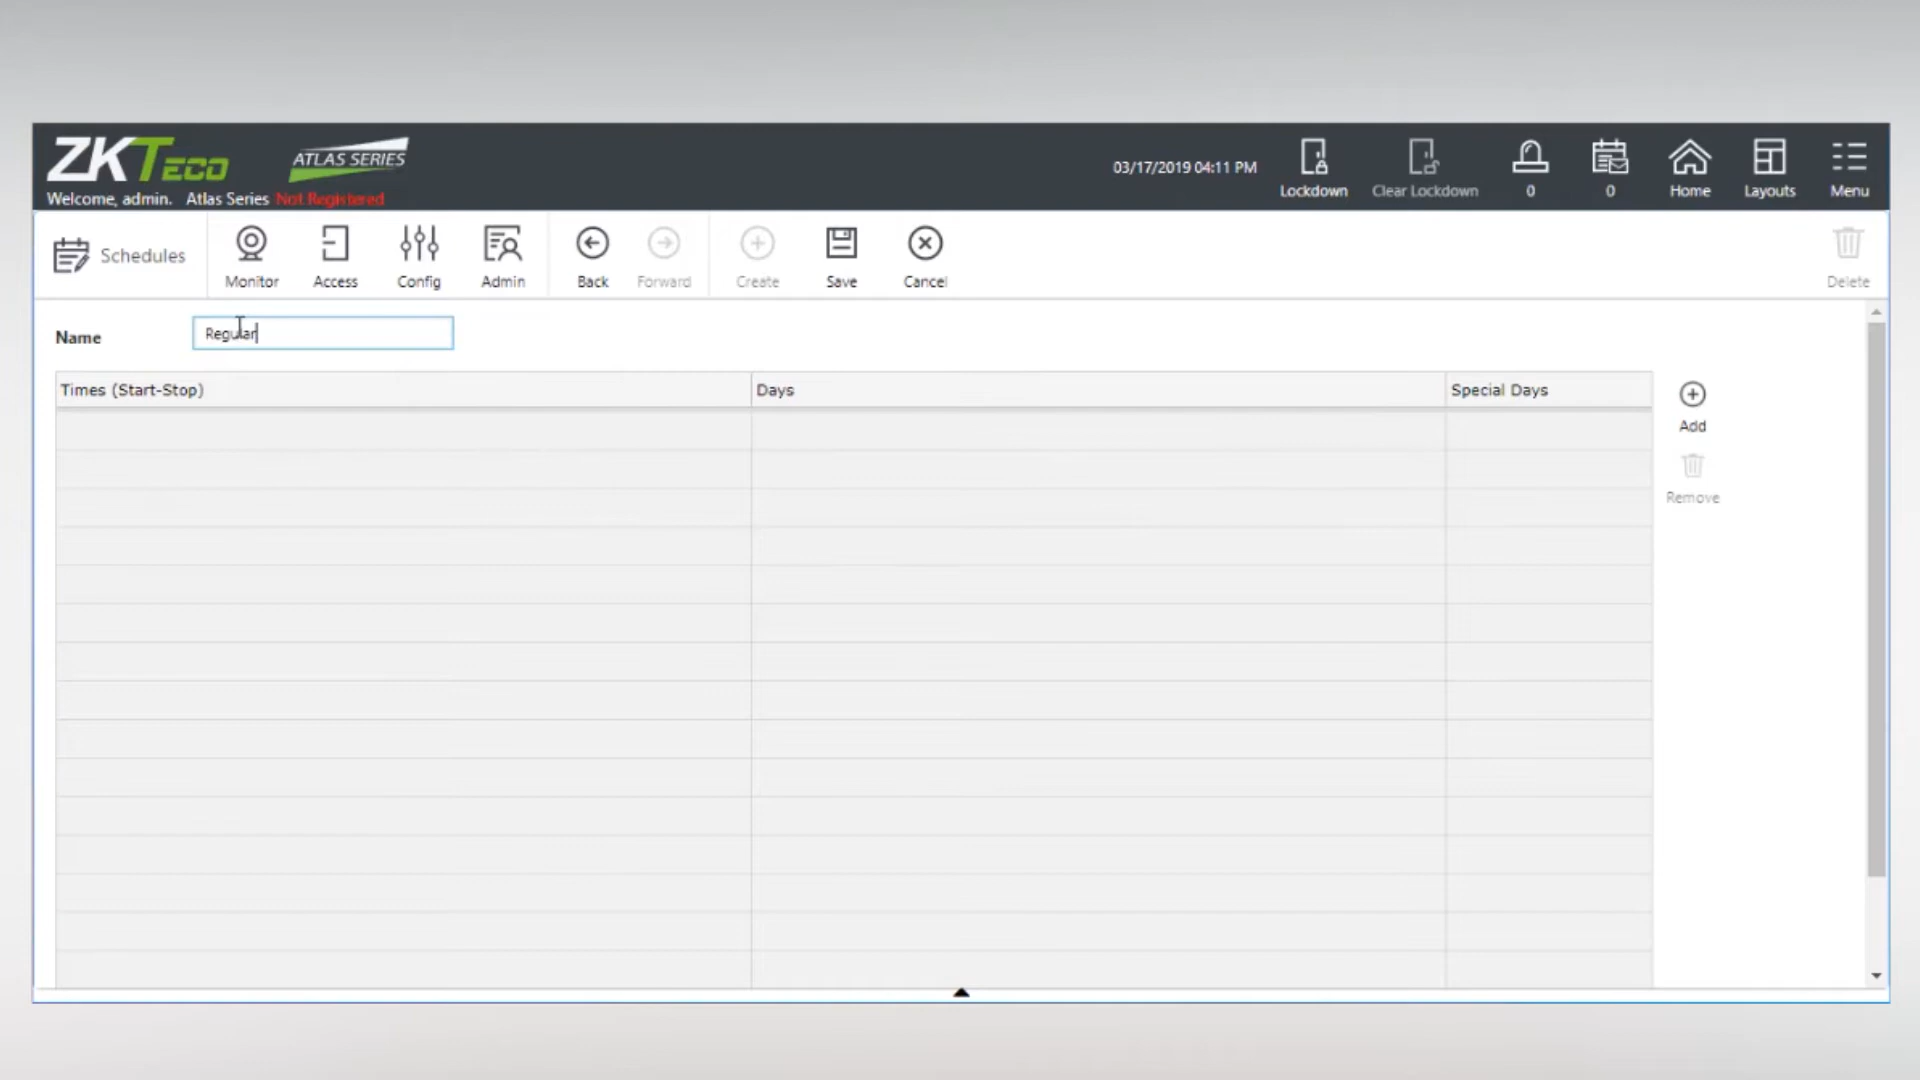 ZKTECO
ATLAS SERIES
03/17/2019 04:11 PM
Lockdown
Clear Lockdown
0
0
Home
Layouts
Menu
Welcome, admin. Atlas Series Not Registered
Schedules
Monitor
Access
Config
Admin
Back
Forward
Create
Save
Cancel
Delete
Name
Regular
Times (Start-Stop)
Days
Special Days
Add
Remove